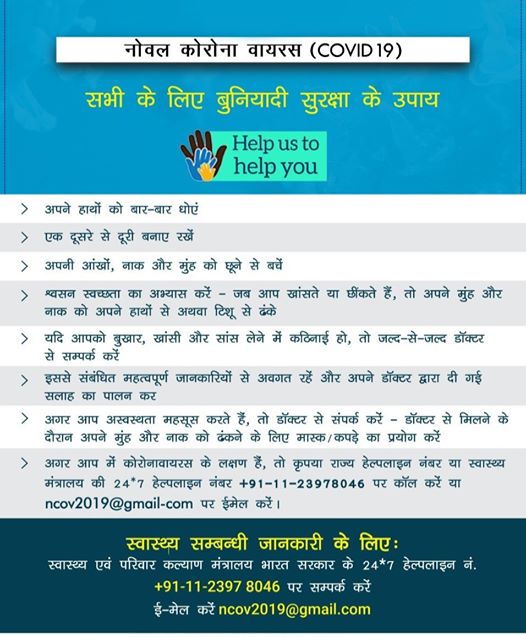 नोवल कोरोना वायरस (COVID 19)
सभी के लिए बुनियादी सुरक्षा के उपाय
Help us to
help you
अपने हाथों को बार-बार धोएं
एक दूसरे से दूरी बनाए रखें
अपनी आंखों, नाक और मुंह को छूने से बचें
श्वसन स्वच्छता का अभ्यास करें - जब आप खांसते या छींकते हैं, तो अपने मुंह और
नाक को अपने हाथों से अथवा टिशू से ढंके
यदि आपको बुखार, खांसी और सांस लेने में कठिनाई हो, तो जल्द-से-जल्द डॉक्टर
से सम्पर्क करें
इससे संबंधित महत्वपूर्ण जानकारियों से अवगत रहें और अपने डॉक्टर द्वारा दी गई
सलाह का पालन कर
अगर आप अस्वस्थता महसूस करते हैं, तो डॉक्टर से संपर्क करें - डॉक्टर से मिलने के
दौरान अपने मुंह और नाक को ढंकने के लिए मास्क/कपड़े का प्रयोग करें
अगर आप में कोरोनावायरस के लक्षण हैं, तो कृपया राज्य हेल्पलाइन नंबर या स्वास्थ्य
मंत्रालय की 24*7 हेल्पलाइन नंबर +91-11-23978046 पर कॉल करें या
ncov2019@gmail-com पर ईमेल करें।
स्वास्थ्य सम्बन्धी जानकारी के लिए:
स्वास्थ्य एवं परिवार कल्याण मंत्रालय भारत सरकार के 24*7 हेल्पलाइन नं.
+91-11-2397 8046 पर सम्पर्क करें
ई-मेल करें ncov2019@gmail.com